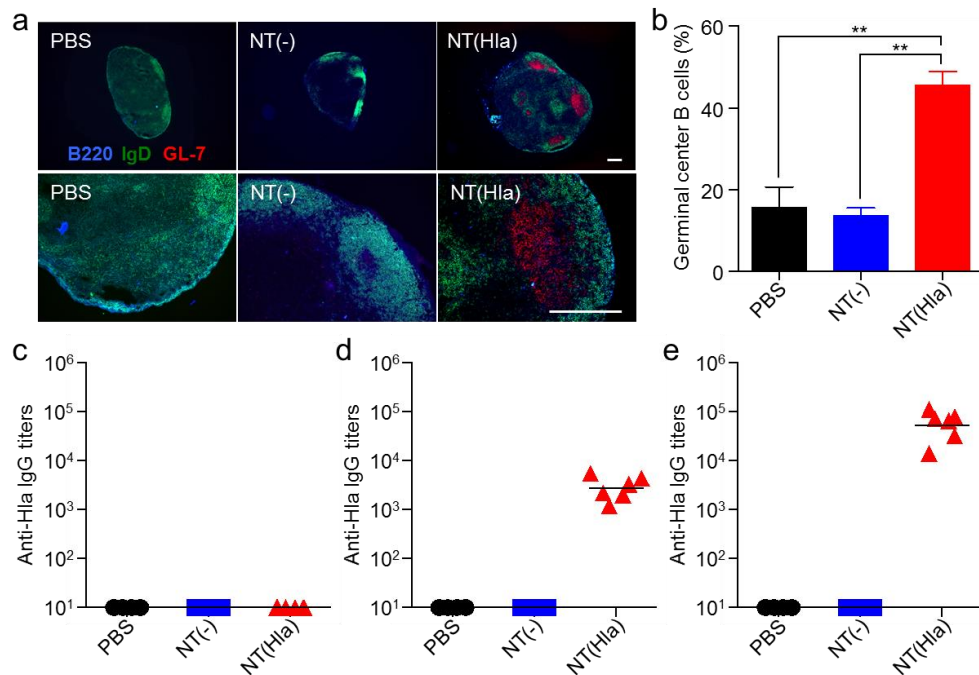 a
PBS
NT(-)
NT(Hla)
B220 IgD GL-7
PBS
NT(-)
NT(Hla)
b
Germinal center B cells (%)
60
40
20
0
**
**
PBS
NT(-)
NT(Hla)
c
Anti-Hla IgG titers
10⁶
10⁵
10⁴
10³
10²
10¹
PBS
NT(-)
NT(Hla)
d
Anti-Hla IgG titers
10⁶
10⁵
10⁴
10³
10²
10¹
PBS
NT(-)
NT(Hla)
e
Anti-Hla IgG titers
10⁶
10⁵
10⁴
10³
10²
10¹
PBS
NT(-)
NT(Hla)